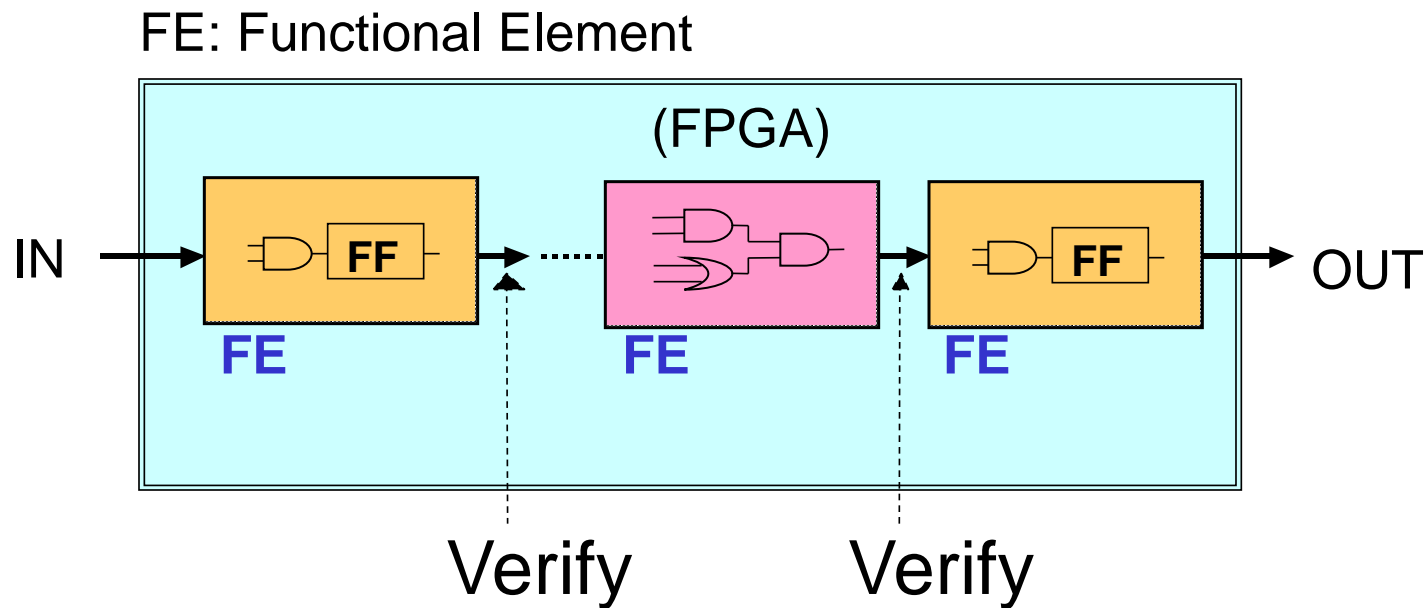 FE: Functional Element
(FPGA)
IN
FF
FF
OUT
FE
FE
FE
Verify
Verify